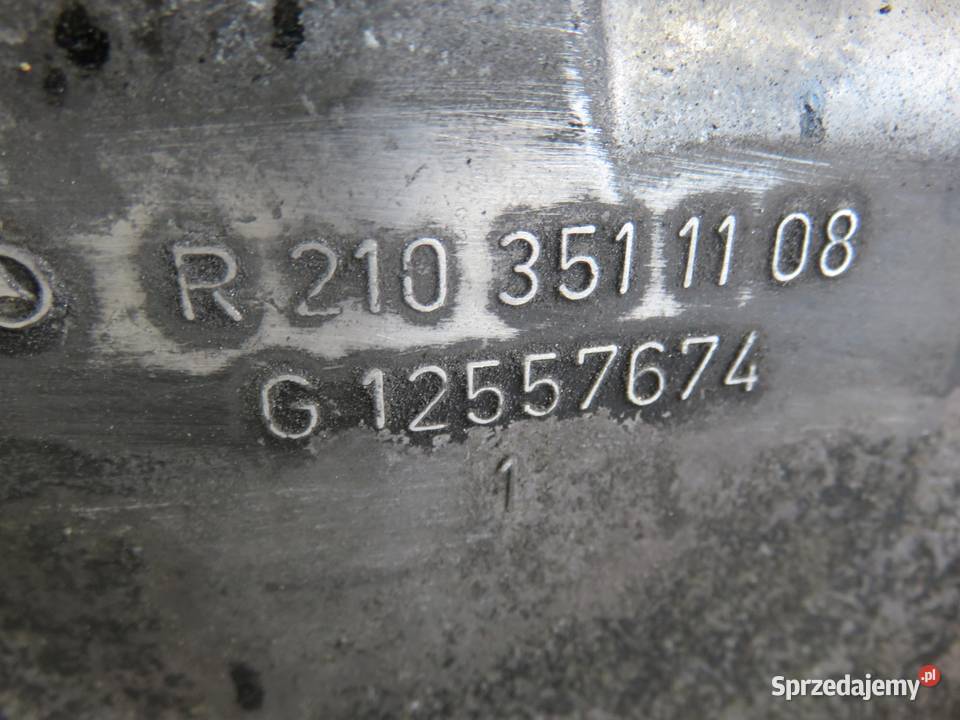 R 210 351 11 08
G 12557674
1
Sprzedajemy.pl